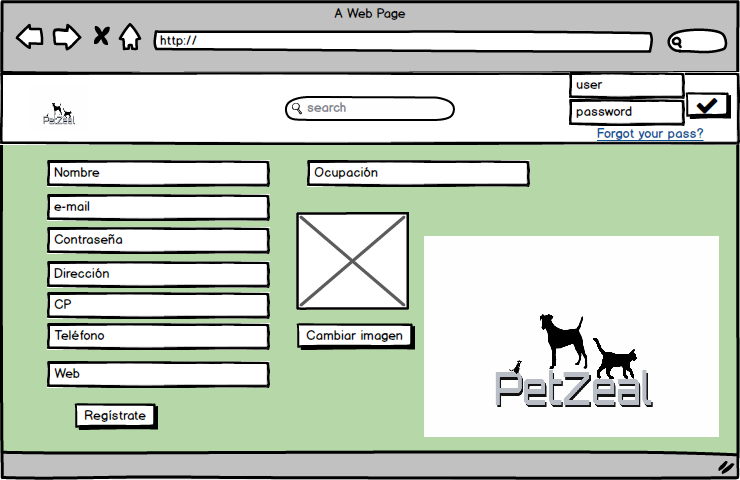 A Web Page
http://
user
search
PetZeal
password
Forgot your pass?
Nombre
Ocupación
e-mail
Contraseña
Dirección
CP
Teléfono
Cambiar imagen
Web
PetZeal
Regístrate